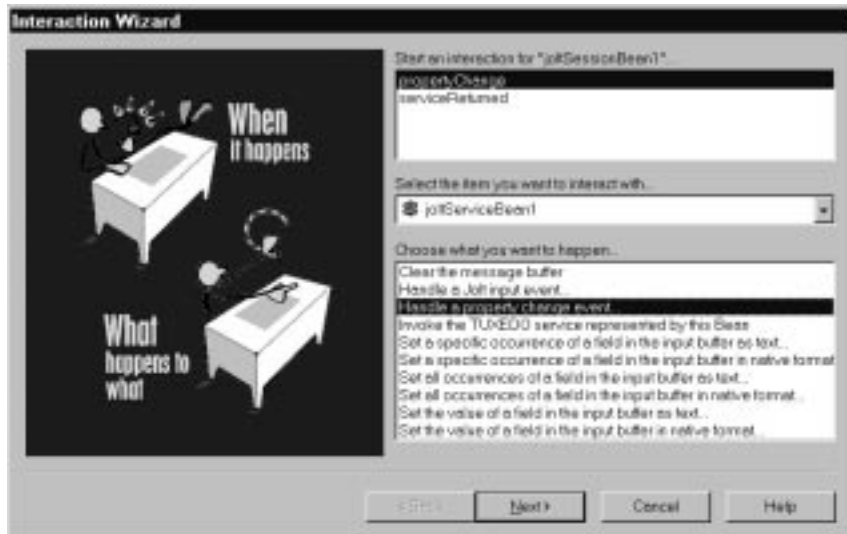 Interaction Wizard
When
it happens
What
happens to
what
Start an interaction for "joltSessionBean1"...
propertyChange
serviceReturned
Select the item you want to interact with...
joltServiceBean1
Choose what you want to happen...
Clear the message buffer
Handle a Jolt input event...
Handle a property change event...
Invoke the TUXEDO service represented by this Bean
Set a specific occurrence of a field in the input buffer as text...
Set a specific occurrence of a field in the input buffer in native format
Set all occurrences of a field in the input buffer as text...
Set all occurrences of a field in the input buffer in native format...
Set the value of a field in the input buffer as text...
Set the value of a field in the input buffer in native format...
Next>
Cancel
Help